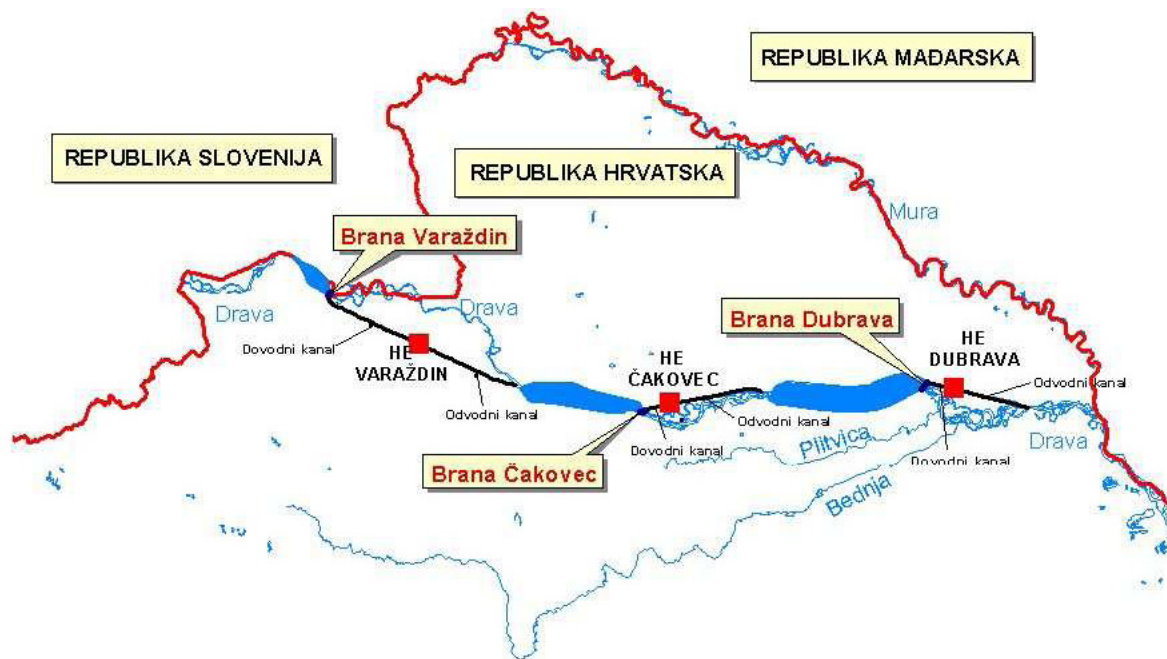 REPUBLIKA MAĐARSKA
REPUBLIKA SLOVENIJA
REPUBLIKA HRVATSKA
Mura
Brana Varaždin
Drava
Drava
Brana Dubrava
Dovodni kanal
HE
VARAŽDIN
HE
ČAKOVEC
HE
DUBRAVA
Odvodni kanal
Odvodni kanal
Odvodni kanal
Dovodni kanal
Plitvica
Dovodni kanal
Drava
Brana Čakovec
Bednja